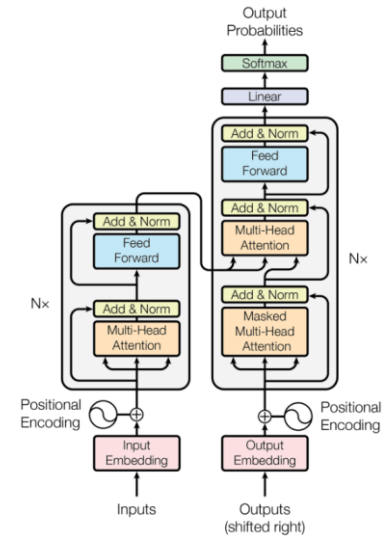 Output
Probabilities
Softmax
Linear
Add & Norm
Feed
Forward
Add & Norm
Multi-Head
Attention
Add & Norm
Masked
Multi-Head
Attention
Nx
Add & Norm
Feed
Forward
Add & Norm
Multi-Head
Attention
N×
Positional
Encoding
Input
Embedding
Inputs
Positional
Encoding
Output
Embedding
Outputs
(shifted right)